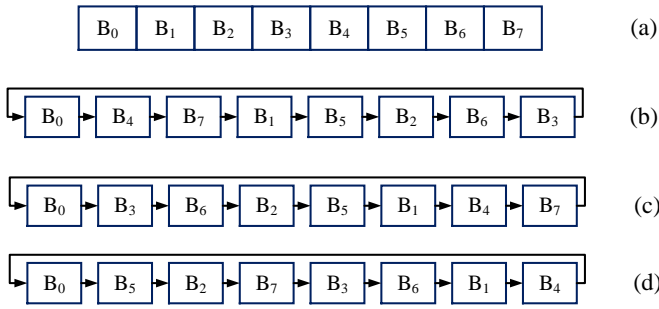 B₀ B₁ B₂ B₃ B₄ B₅ B₆ B₇ (a)
B₀ B₄ B₇ B₁ B₅ B₂ B₆ B₃ (b)
B₀ B₃ B₆ B₂ B₅ B₁ B₄ B₇ (c)
B₀ B₅ B₂ B₇ B₃ B₆ B₁ B₄ (d)